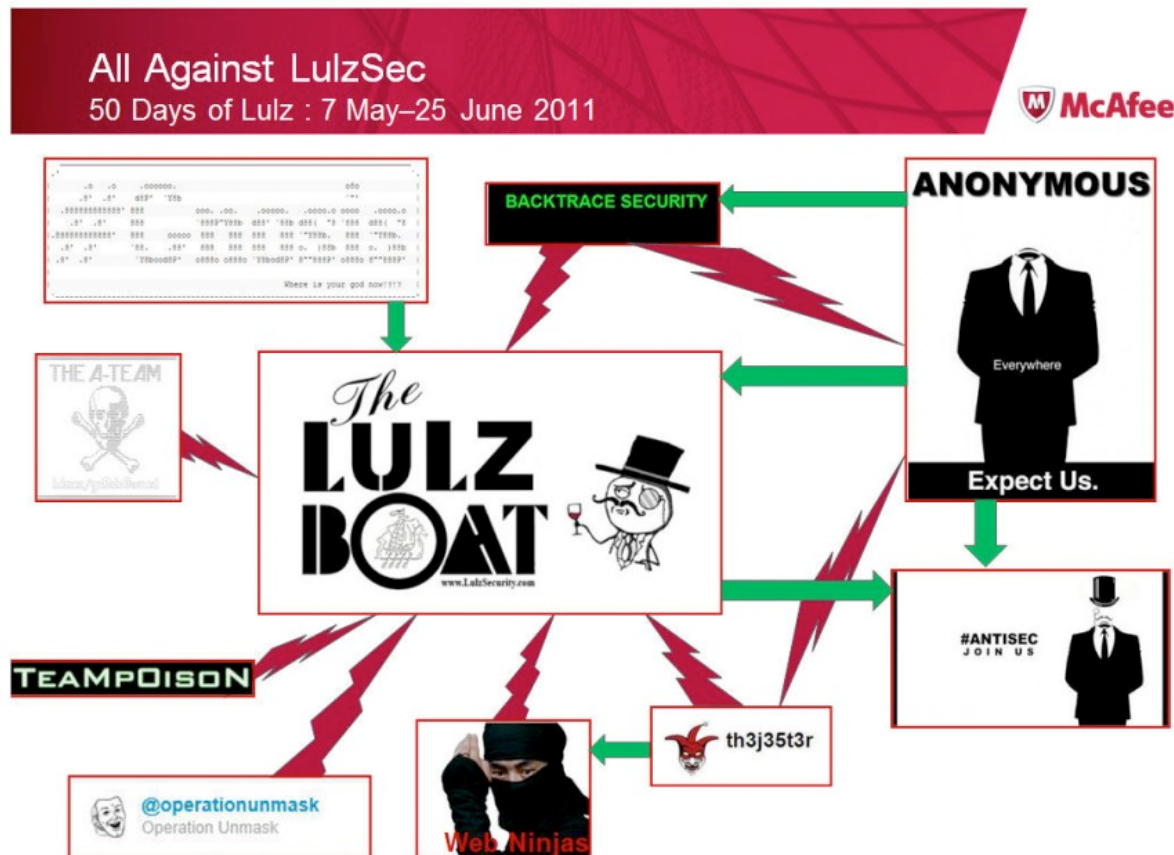 All Against LulzSec
50 Days of Lulz : 7 May–25 June 2011
McAfee
BACKTRACE SECURITY
ANONYMOUS
Everywhere
Expect Us.
Where is your god now!?!?
THE A-TEAM
The
LULZ
BOAT
www.LulzSecurity.com
#ANTISEC
JOIN US
TEAMPOISON
th3j35t3r
@operationunmask
Operation Unmask
Web Ninjas